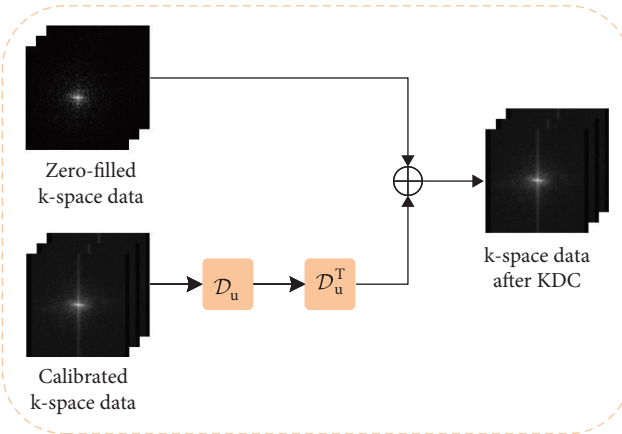 Zero-filled
k-space data
k-space data
after KDC
𝒟u
𝒟uᵀ
Calibrated
k-space data